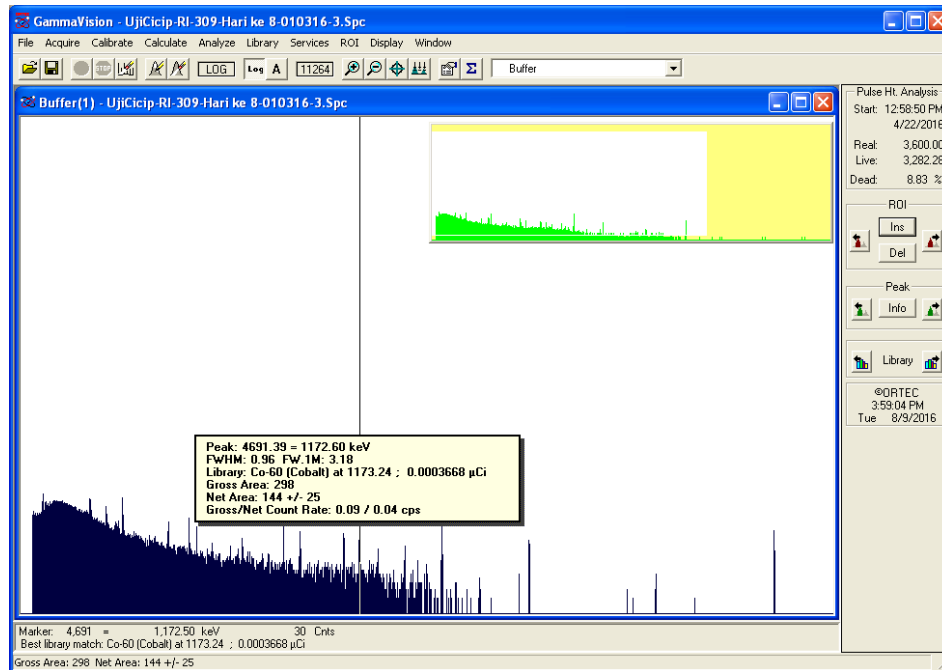 GammaVision - UjiCicip-RI-309-Hari ke 8-010316-3.Spc
File Acquire Calibrate Calculate Analyze Library Services ROI Display Window
LOG Log A 11264 Σ Buffer
Buffer(1) - UjiCicip-RI-309-Hari ke 8-010316-3.Spc
Pulse Ht. Analysis
Start: 12:58:50 PM
4/22/2016
Real: 3,600.00
Live: 3,282.28
Dead: 8.83 %
ROI
Ins
Del
Peak
Info
Library
©ORTEC
3:59:04 PM
Tue 8/9/2016
Peak: 4691.39 = 1172.60 keV
FWHM: 0.96 FW.1M: 3.18
Library: Co-60 (Cobalt) at 1173.24 ; 0.0003668 µCi
Gross Area: 298
Net Area: 144 +/- 25
Gross/Net Count Rate: 0.09 / 0.04 cps
Marker: 4,691 = 1,172.50 keV 30 Cnts
Best library match: Co-60 (Cobalt) at 1173.24 ; 0.0003668 µCi
Gross Area: 298 Net Area: 144 +/- 25